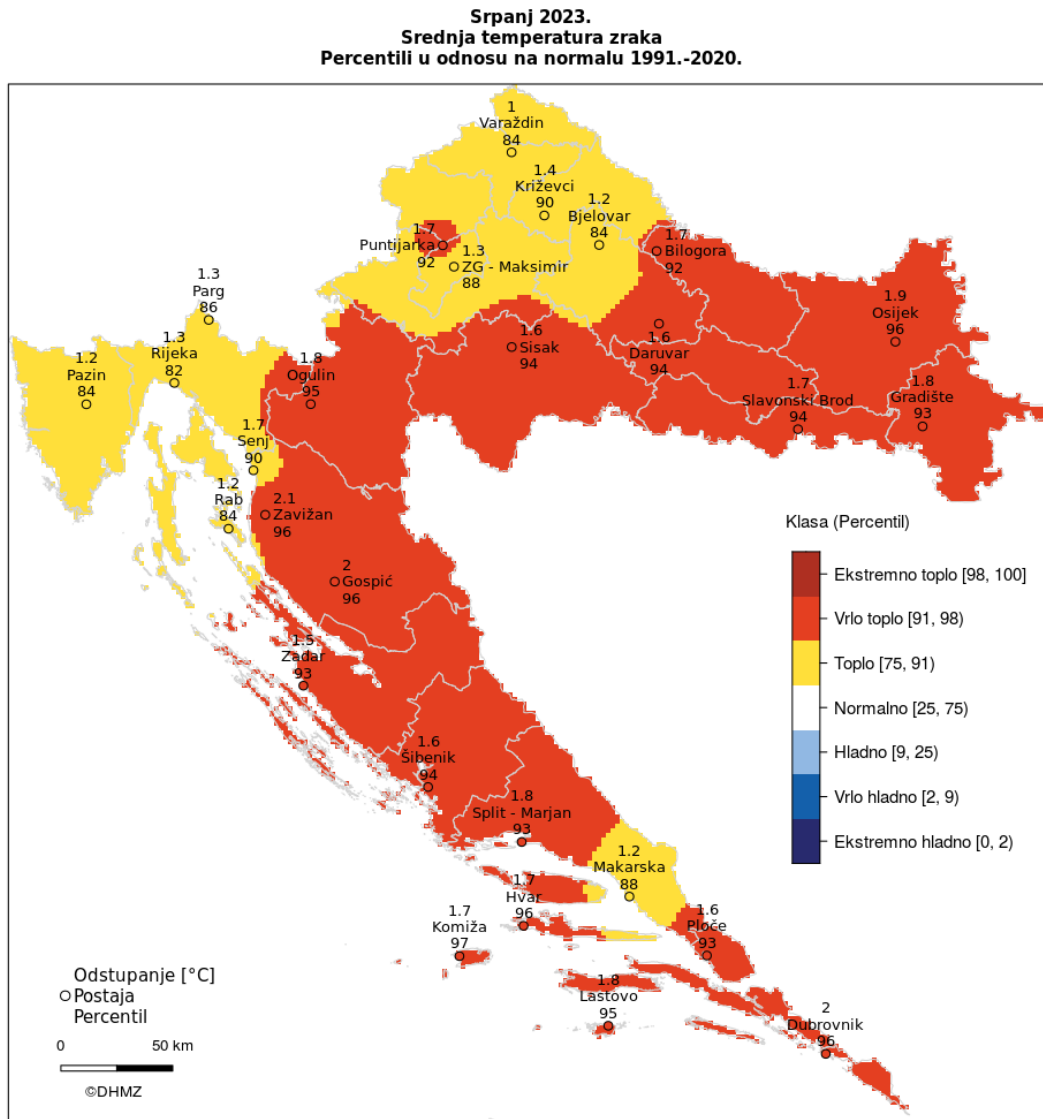 Srpanj 2023.
Srednja temperatura zraka
Percentili u odnosu na normalu 1991.-2020.
1
Varaždin
84
1.4
Križevci
90
1.2
Bjelovar
84
1.7
Puntijarka
92
1.3
ZG - Maksimir
88
1.7
Bilogora
92
1.3
Parg
86
1.9
Osijek
96
1.3
Rijeka
82
1.6
Sisak
94
1.6
Daruvar
94
1.2
Pazin
84
1.8
Ogulin
95
1.7
Slavonski Brod
94
1.8
Gradište
93
1.7
Senj
90
1.2
Rab
84
2.1
Zavižan
96
2
Gospić
96
1.5
Zadar
93
1.6
Šibenik
94
1.8
Split - Marjan
93
1.2
Makarska
88
1.7
Hvar
96
1.7
Komiža
97
1.6
Ploče
93
1.8
Lastovo
95
2
Dubrovnik
96
Klasa (Percentil)
Ekstremno toplo [98, 100]
Vrlo toplo [91, 98)
Toplo [75, 91)
Normalno [25, 75)
Hladno [9, 25)
Vrlo hladno [2, 9)
Ekstremno hladno [0, 2)
Odstupanje [°C]
Postaja
Percentil
0 50 km
©DHMZ